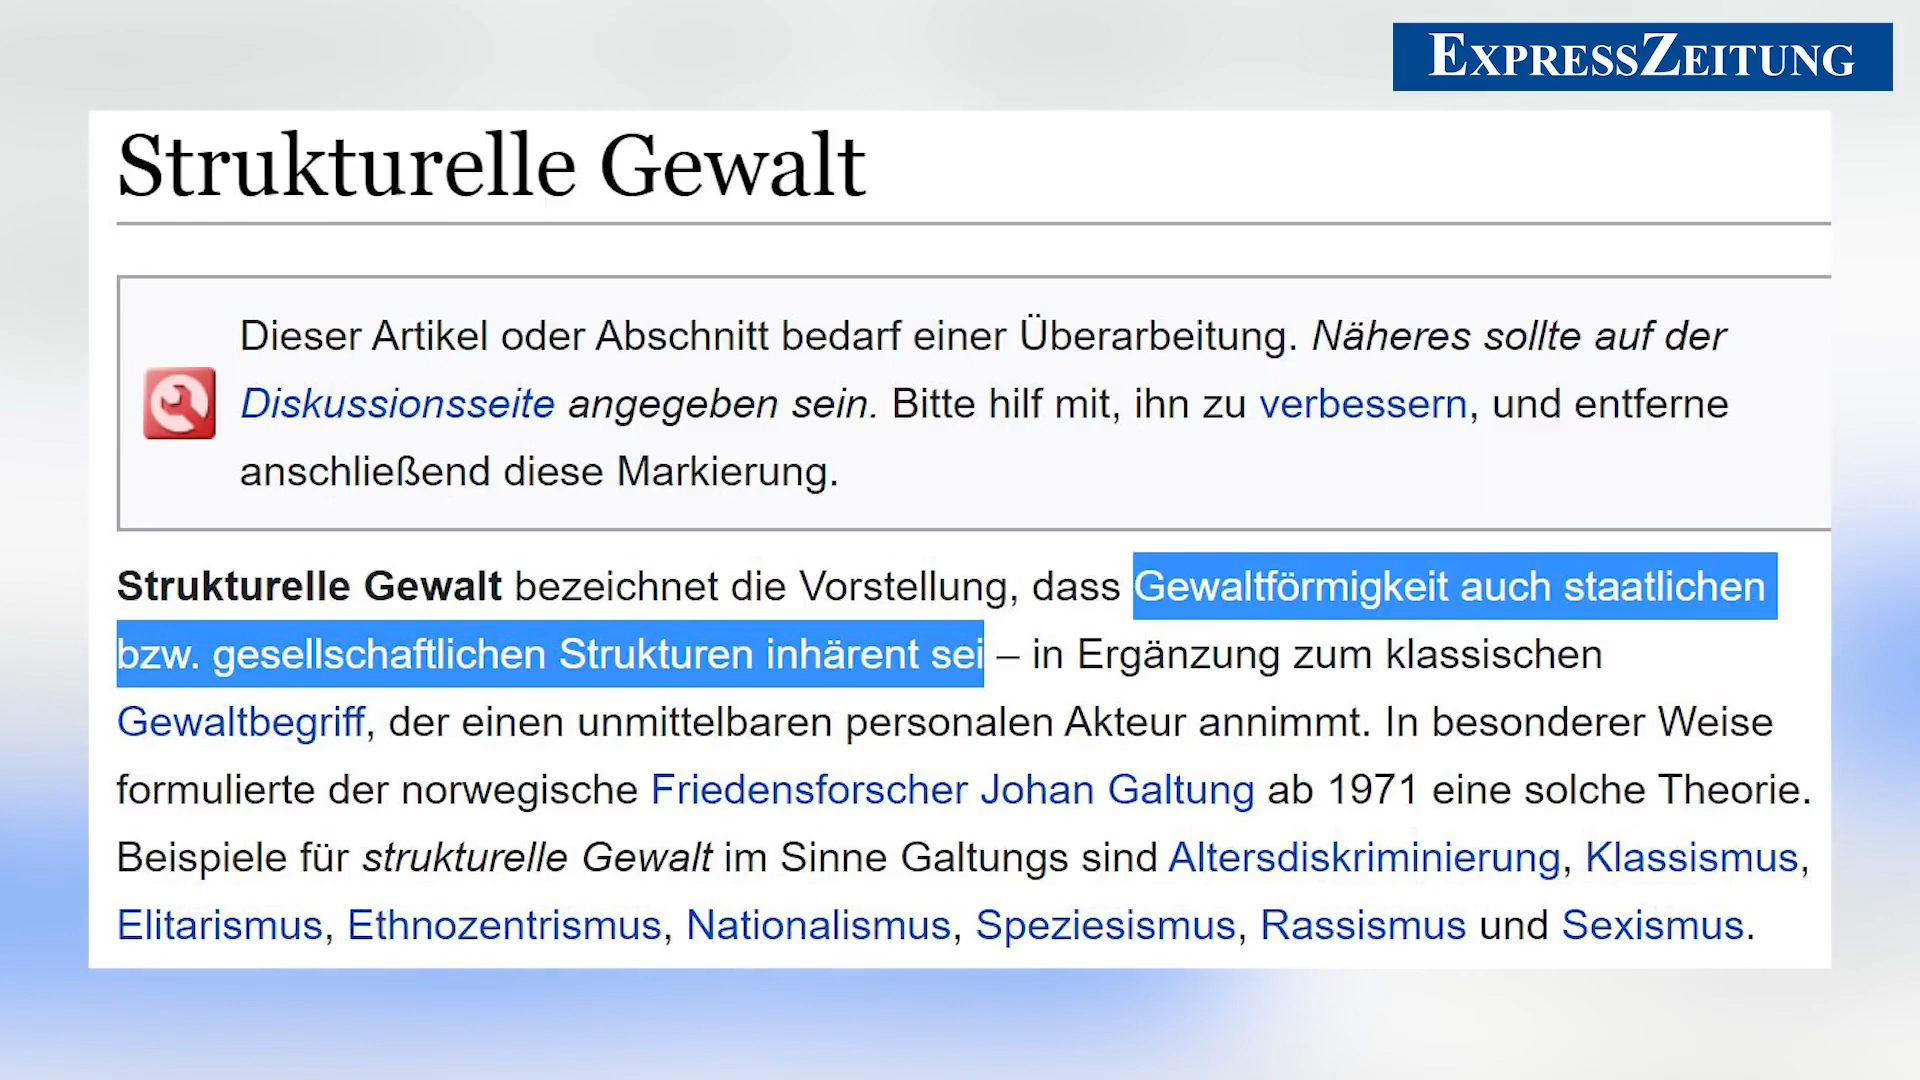 EXPRESSZEITUNG
Strukturelle Gewalt
Dieser Artikel oder Abschnitt bedarf einer Überarbeitung. Näheres sollte auf der
Diskussionsseite angegeben sein. Bitte hilf mit, ihn zu verbessern, und entferne
anschließend diese Markierung.
Strukturelle Gewalt bezeichnet die Vorstellung, dass Gewaltförmigkeit auch staatlichen
bzw. gesellschaftlichen Strukturen inhärent sei – in Ergänzung zum klassischen
Gewaltbegriff, der einen unmittelbaren personalen Akteur annimmt. In besonderer Weise
formulierte der norwegische Friedensforscher Johan Galtung ab 1971 eine solche Theorie.
Beispiele für strukturelle Gewalt im Sinne Galtungs sind Altersdiskriminierung, Klassismus,
Elitarismus, Ethnozentrismus, Nationalismus, Speziesismus, Rassismus und Sexismus.